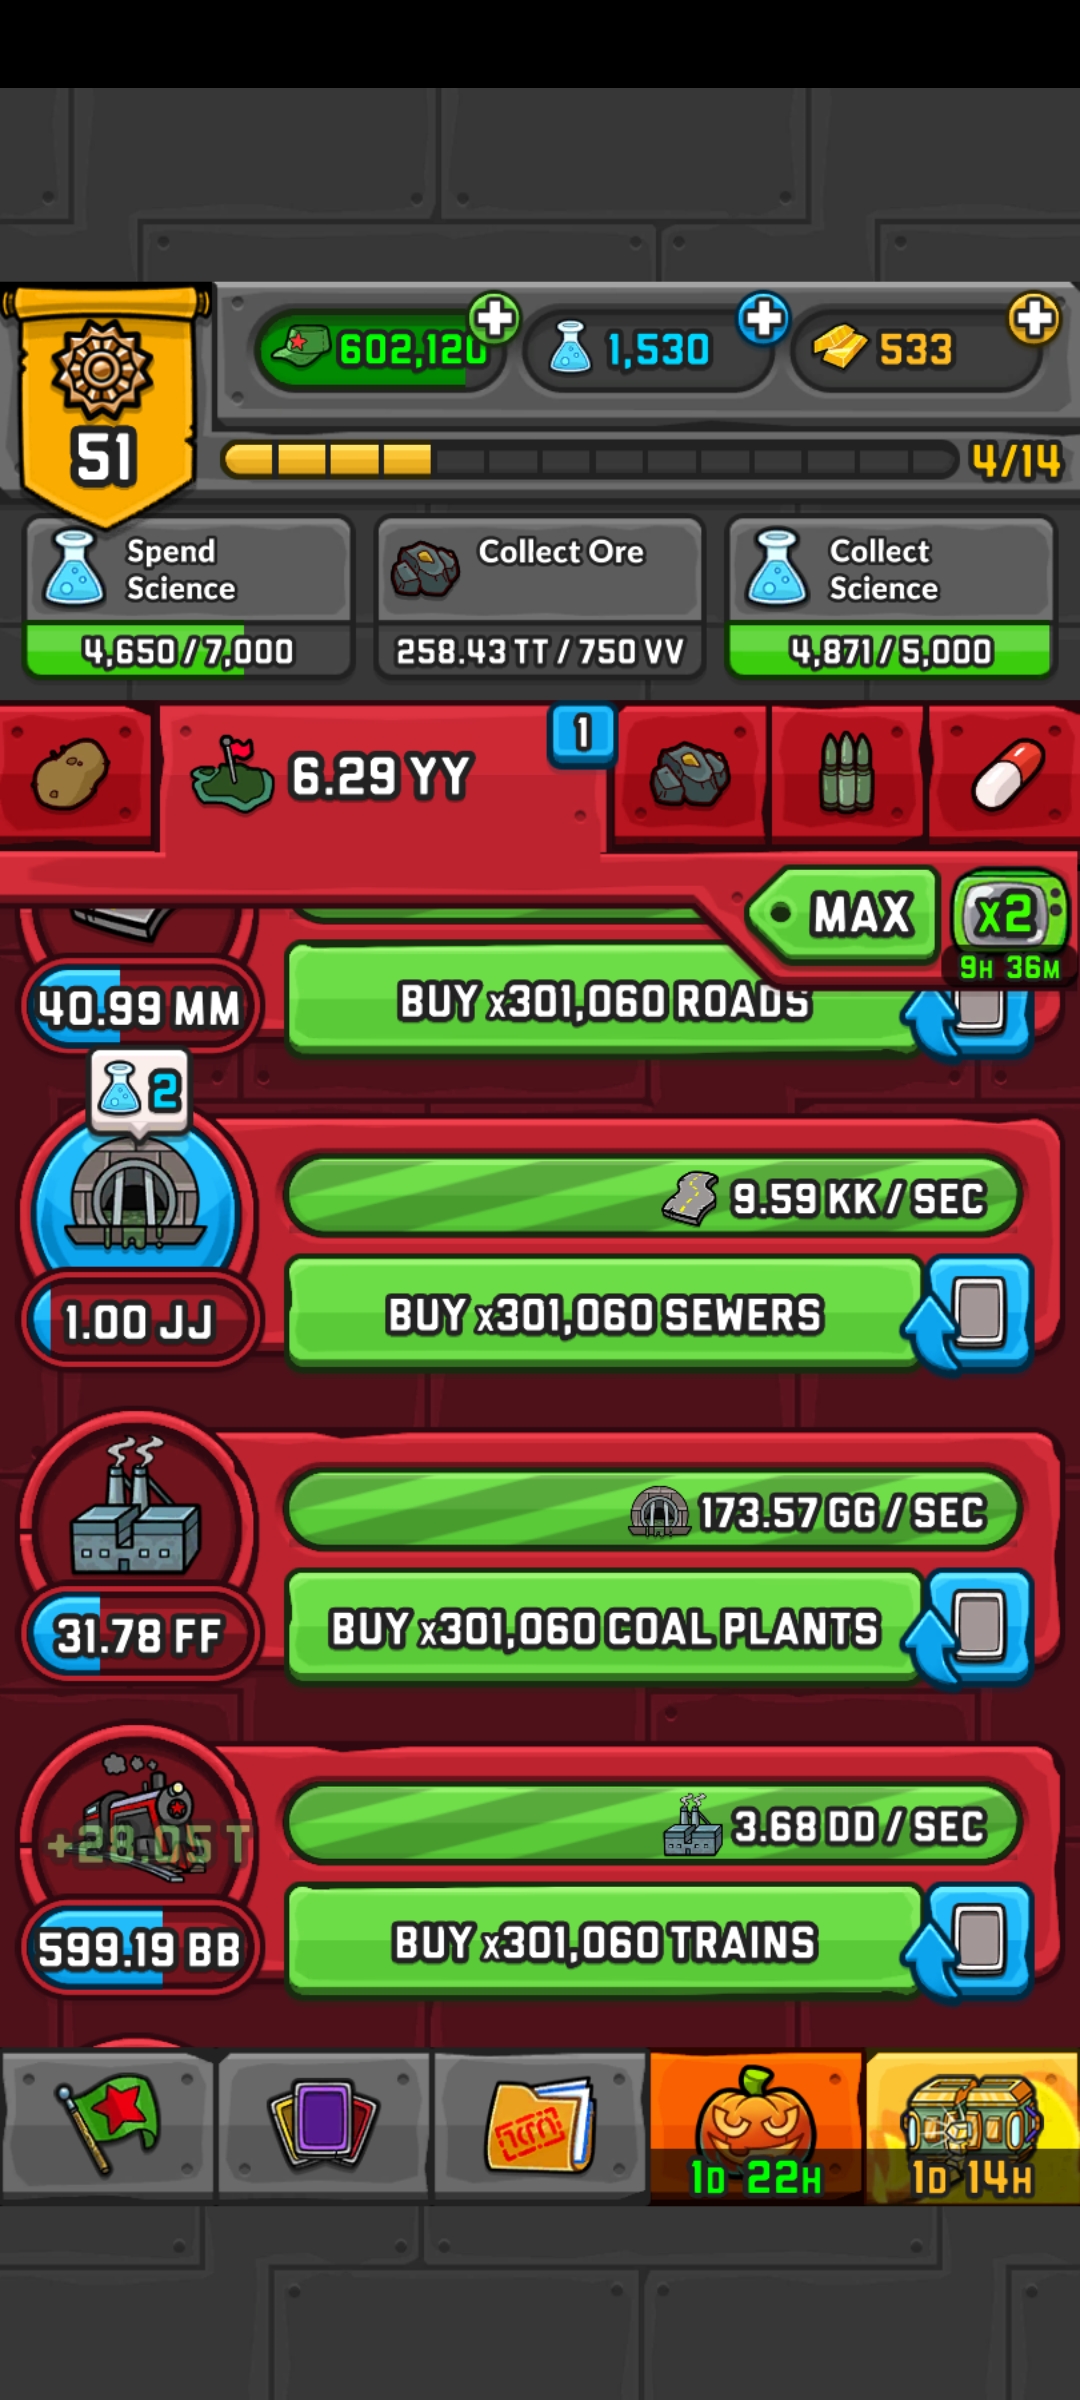 602,120
1,530
533
51
4/14
Spend
Science
4,650/7,000
Collect Ore
258.43 TT / 750 VV
Collect
Science
4,871/5,000
6.29 YY
1
MAX
x2
9H 36M
40.99 MM
BUY x301,060 ROADS
2
9.59 KK / SEC
1.00 JJ
BUY x301,060 SEWERS
173.57 GG / SEC
31.78 FF
BUY x301,060 COAL PLANTS
+28.05 T
3.68 DD / SEC
599.19 BB
BUY x301,060 TRAINS
1D 22H
1D 14H